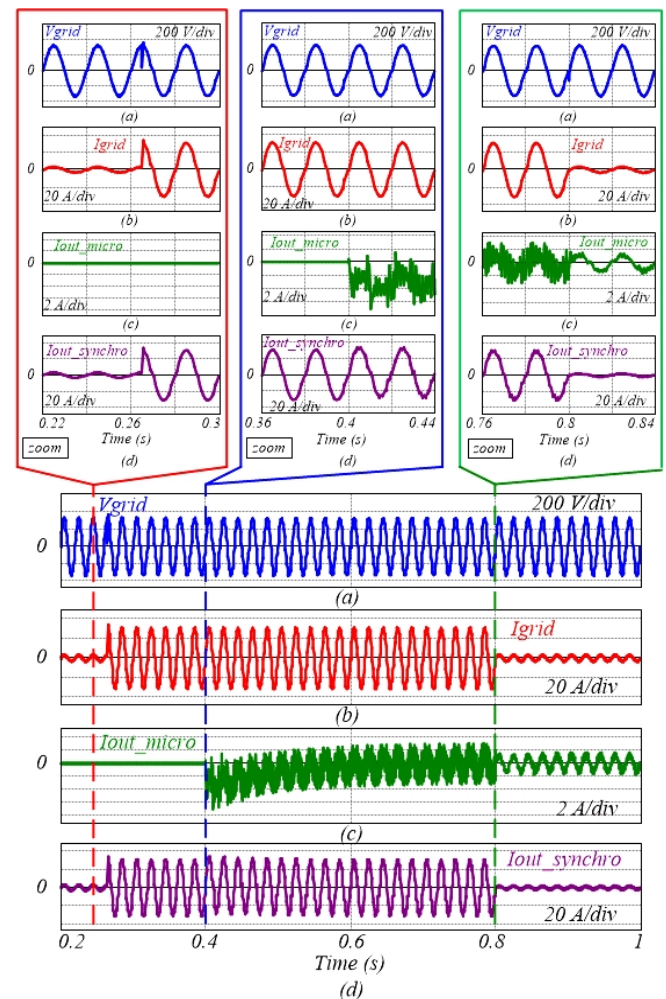 Vgrid 200 V/div
0
(a)
Igrid
0
20 A/div
(b)
Iout_micro
0
2 A/div
(c)
Iout_synchro
0
20 A/div
0.22 0.26 0.3
zoom Time (s)
(d)
Vgrid 200 V/div
0
(a)
Igrid
0
20 A/div
(b)
Iout_micro
0
2 A/div
(c)
Iout_synchro
0
20 A/div
0.36 0.4 0.44
zoom Time (s)
(d)
Vgrid 200 V/div
0
(a)
Igrid
0
20 A/div
(b)
Iout_micro
0
2 A/div
(c)
Iout_synchro
0
20 A/div
0.76 0.8 0.84
zoom Time (s)
(d)
Vgrid 200 V/div
0
(a)
Igrid
0
20 A/div
(b)
Iout_micro
0
2 A/div
(c)
Iout_synchro
0
20 A/div
0.2 0.4 0.6 0.8 1
Time (s)
(d)